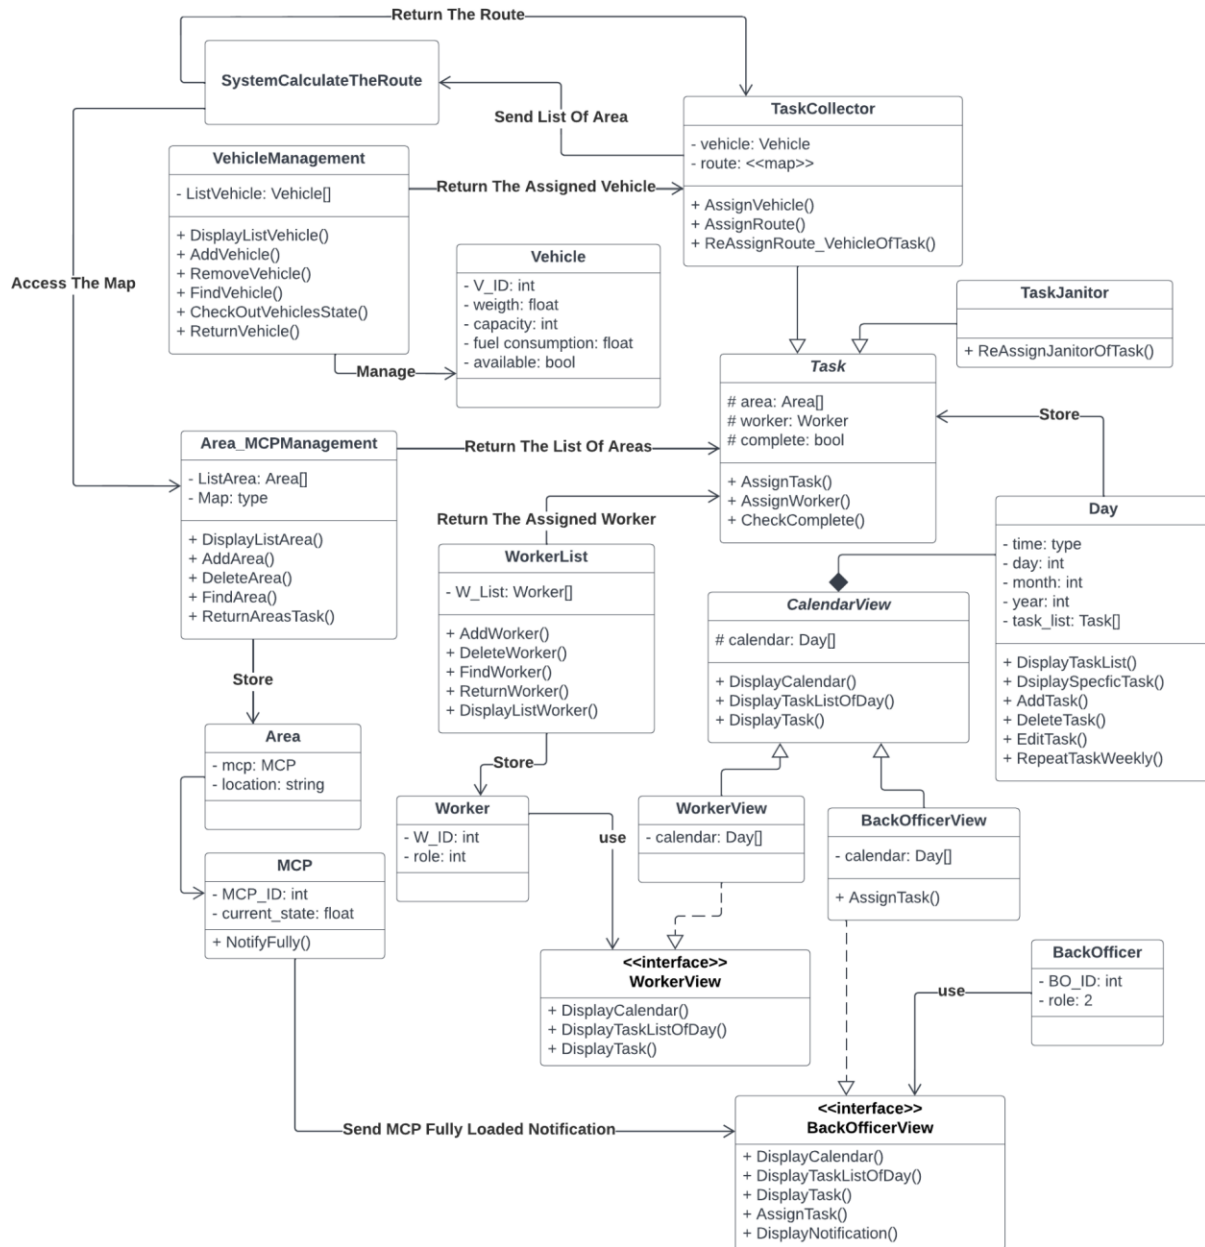 Return The Route
SystemCalculateTheRoute
Send List Of Area
TaskCollector
- vehicle: Vehicle
- route: <<map>>
+ AssignVehicle()
+ AssignRoute()
+ ReAssignRoute_VehicleOfTask()
VehicleManagement
- ListVehicle: Vehicle[]
+ DisplayListVehicle()
+ AddVehicle()
+ RemoveVehicle()
+ FindVehicle()
+ CheckOutVehiclesState()
+ ReturnVehicle()
Return The Assigned Vehicle
Access The Map
Vehicle
- V_ID: int
- weigth: float
- capacity: int
- fuel consumption: float
- available: bool
Manage
TaskJanitor
+ ReAssignJanitorOfTask()
Task
# area: Area[]
# worker: Worker
# complete: bool
+ AssignTask()
+ AssignWorker()
+ CheckComplete()
Store
Area_MCPManagement
- ListArea: Area[]
- Map: type
+ DisplayListArea()
+ AddArea()
+ DeleteArea()
+ FindArea()
+ ReturnAreasTask()
Return The List Of Areas
Return The Assigned Worker
WorkerList
- W_List: Worker[]
+ AddWorker()
+ DeleteWorker()
+ FindWorker()
+ ReturnWorker()
+ DisplayListWorker()
Day
- time: type
- day: int
- month: int
- year: int
- task_list: Task[]
+ DisplayTaskList()
+ DsiplaySpecficTask()
+ AddTask()
+ DeleteTask()
+ EditTask()
+ RepeatTaskWeekly()
CalendarView
# calendar: Day[]
+ DisplayCalendar()
+ DisplayTaskListOfDay()
+ DisplayTask()
Store
Area
- mcp: MCP
- location: string
Store
Worker
- W_ID: int
- role: int
use
WorkerView
- calendar: Day[]
BackOfficerView
- calendar: Day[]
+ AssignTask()
MCP
- MCP_ID: int
- current_state: float
+ NotifyFully()
<<interface>>
WorkerView
+ DisplayCalendar()
+ DisplayTaskListOfDay()
+ DisplayTask()
BackOfficer
- BO_ID: int
- role: 2
use
Send MCP Fully Loaded Notification
<<interface>>
BackOfficerView
+ DisplayCalendar()
+ DisplayTaskListOfDay()
+ DisplayTask()
+ AssignTask()
+ DisplayNotification()